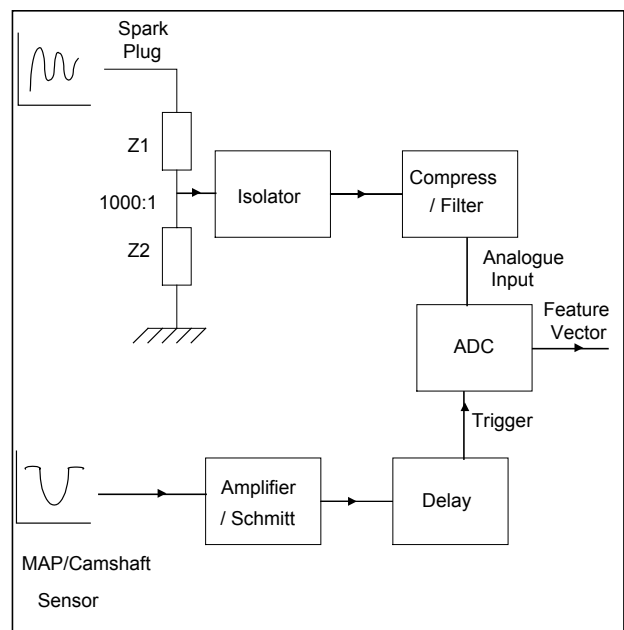 Spark
Plug
Z1
1000:1
Z2
Isolator
Compress
/ Filter
Analogue
Input
ADC
Feature
Vector
Trigger
Amplifier
/ Schmitt
Delay
MAP/Camshaft
Sensor